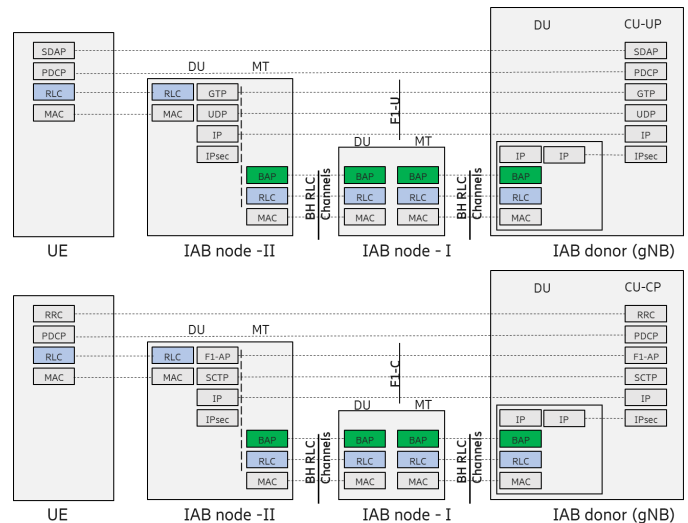 DU CU-UP
SDAP SDAP
DU MT
PDCP PDCP
RLC RLC GTP GTP
MAC MAC UDP F1-U UDP
IP IP
DU MT
IPsec IP IP IPsec
BAP BH RLC Channels BAP BAP BH RLC Channels BAP
RLC RLC RLC RLC
MAC MAC MAC MAC
UE IAB node -II IAB node - I IAB donor (gNB)
DU CU-CP
RRC RRC
DU MT
PDCP PDCP
RLC RLC F1-AP F1-AP
MAC MAC SCTP F1-C SCTP
IP IP
DU MT
IPsec IP IP IPsec
BAP BH RLC Channels BAP BAP BH RLC Channels BAP
RLC RLC RLC RLC
MAC MAC MAC MAC
UE IAB node -II IAB node - I IAB donor (gNB)